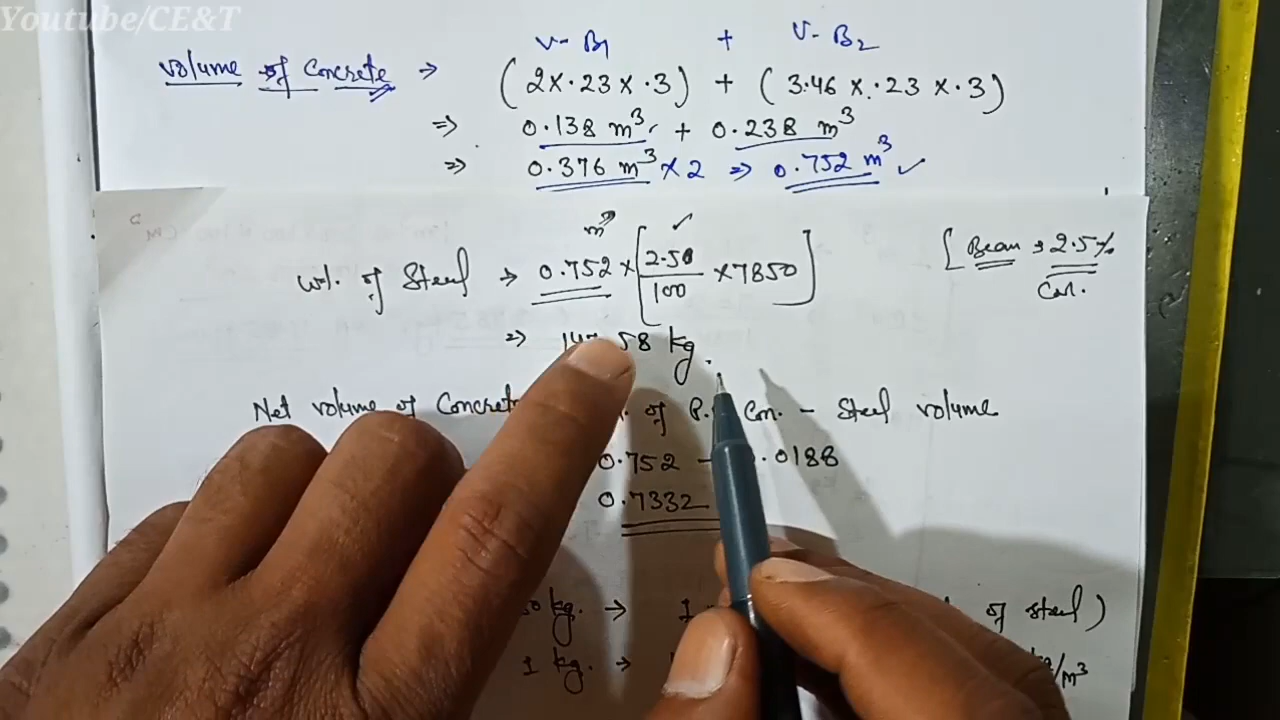 Youtube/CE&T
V- B1 + V- B2
Volume of Concrete → (2×.23×.3) + (3.46×.23×.3)
⇒ 0.138 m³ + 0.238 m³
⇒ 0.376 m³ × 2 ⇒ 0.752 m³ ✓
m³ ✓
wt. of Steel → 0.752 × [2.50/100 × 7850] [Beam → 2.5%
Con.
⇒ 58 kg.
Net volume of Concrete of Con. - Steel volume
0.752 - .0188
0.7332
kg. → 1 of steel)
1 kg. → /m³